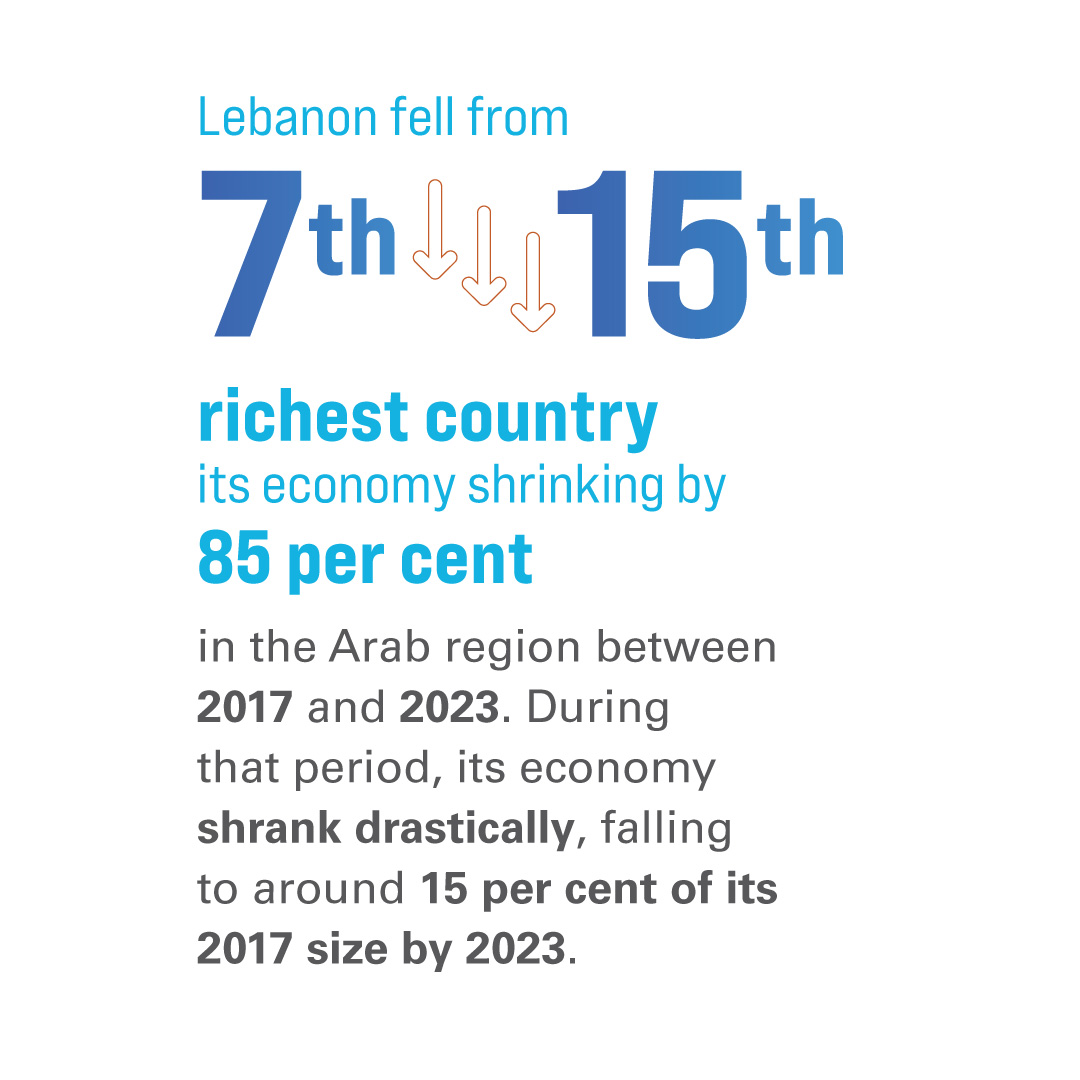 Lebanon fell from
7th 15th
richest country
its economy shrinking by
85 per cent
in the Arab region between
2017 and 2023. During
that period, its economy
shrank drastically, falling
to around 15 per cent of its
2017 size by 2023.